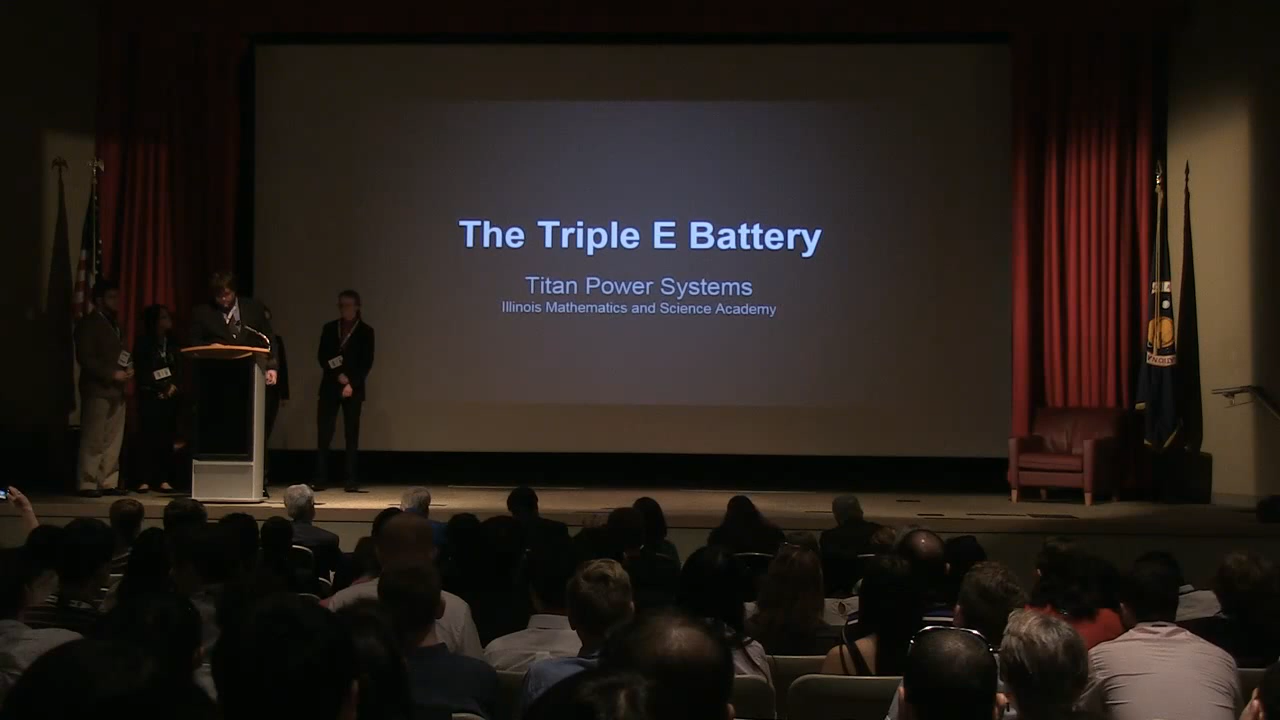 The Triple E Battery
Titan Power Systems
Illinois Mathematics and Science Academy